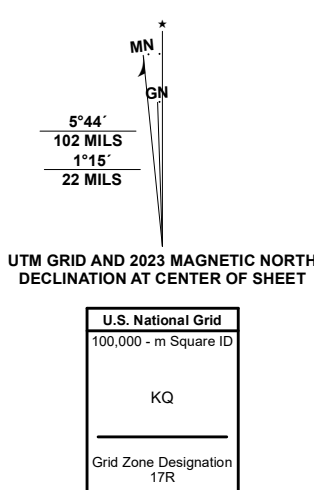 ★
MN
GN
5°44´
102 MILS
1°15´
22 MILS
UTM GRID AND 2023 MAGNETIC NORTH
DECLINATION AT CENTER OF SHEET
U.S. National Grid
100,000 - m Square ID
KQ
Grid Zone Designation
17R